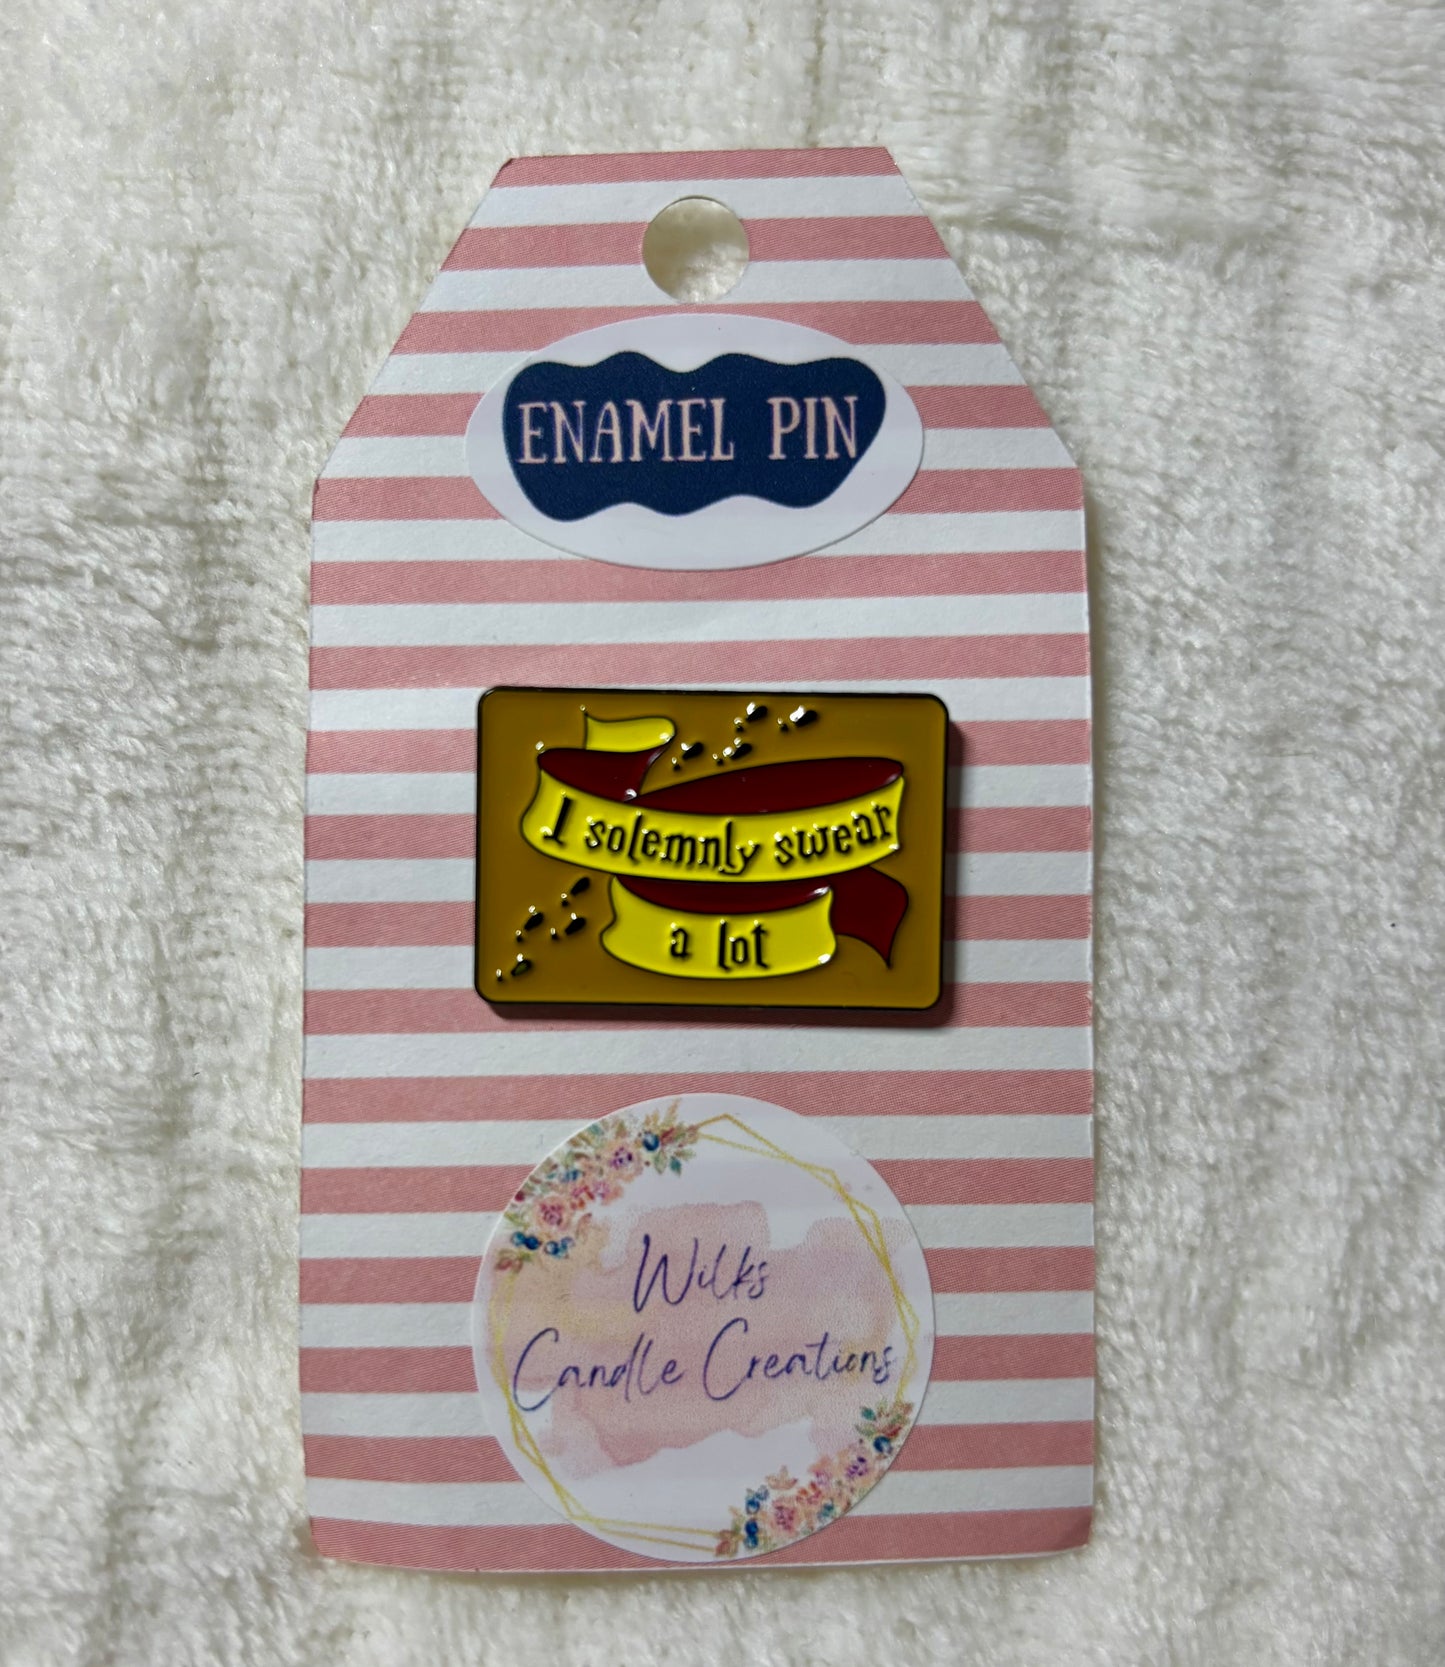 ENAMEL PIN
I solemnly swear
a lot
Wilks
Candle Creations